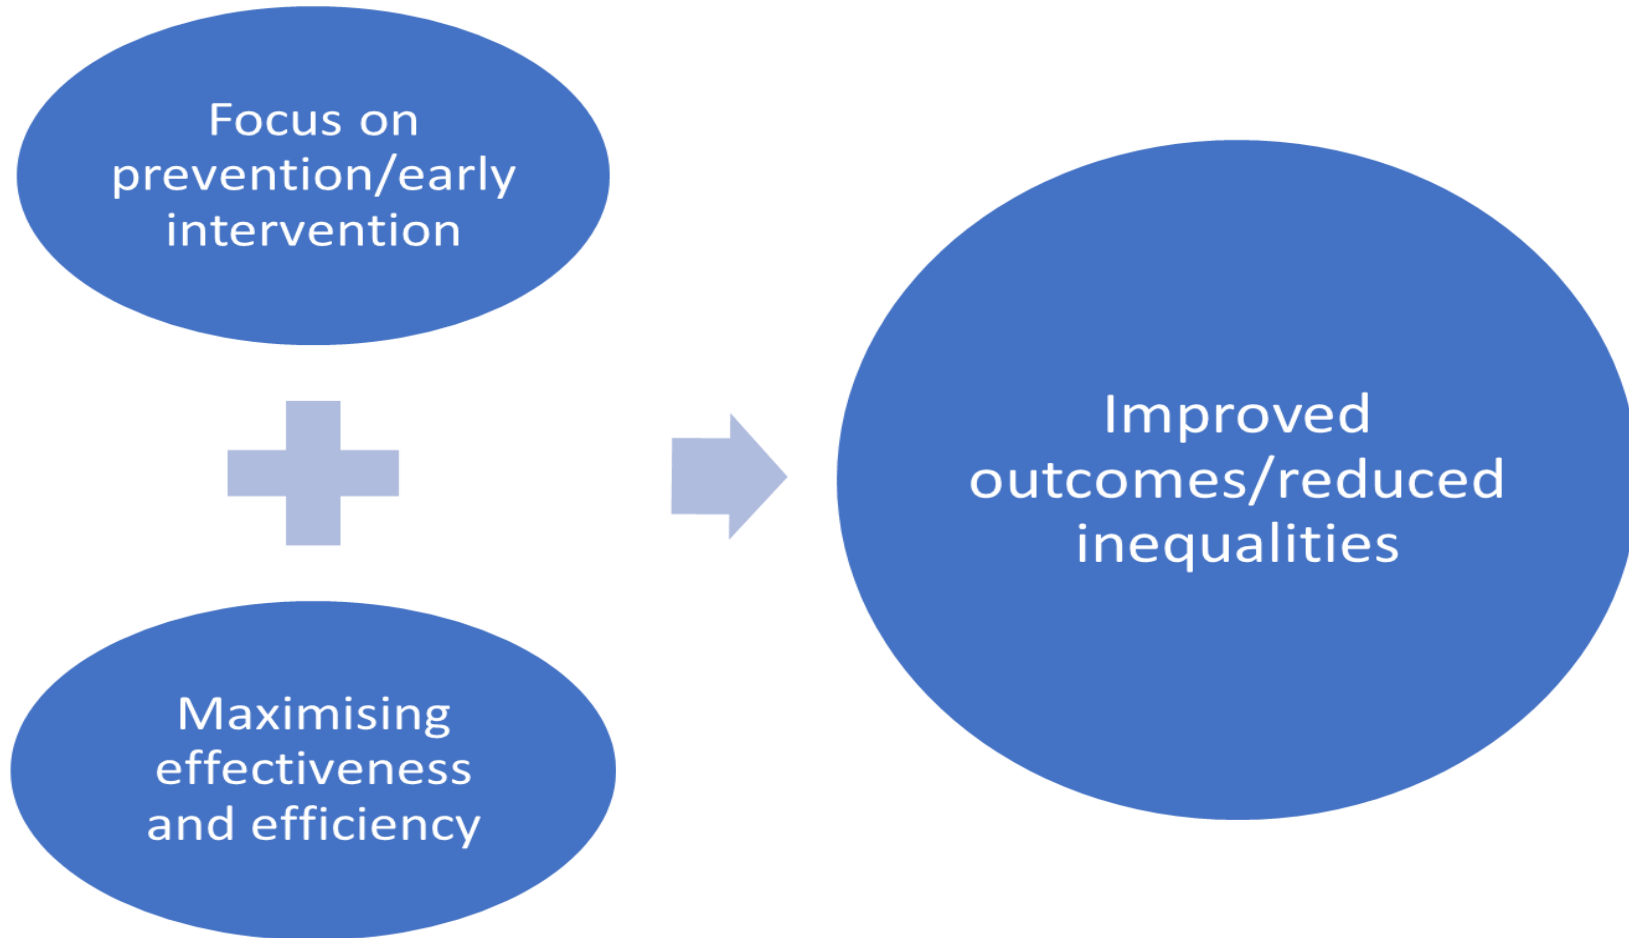 Focus on
prevention/early
intervention
Maximising
effectiveness
and efficiency
Improved
outcomes/reduced
inequalities